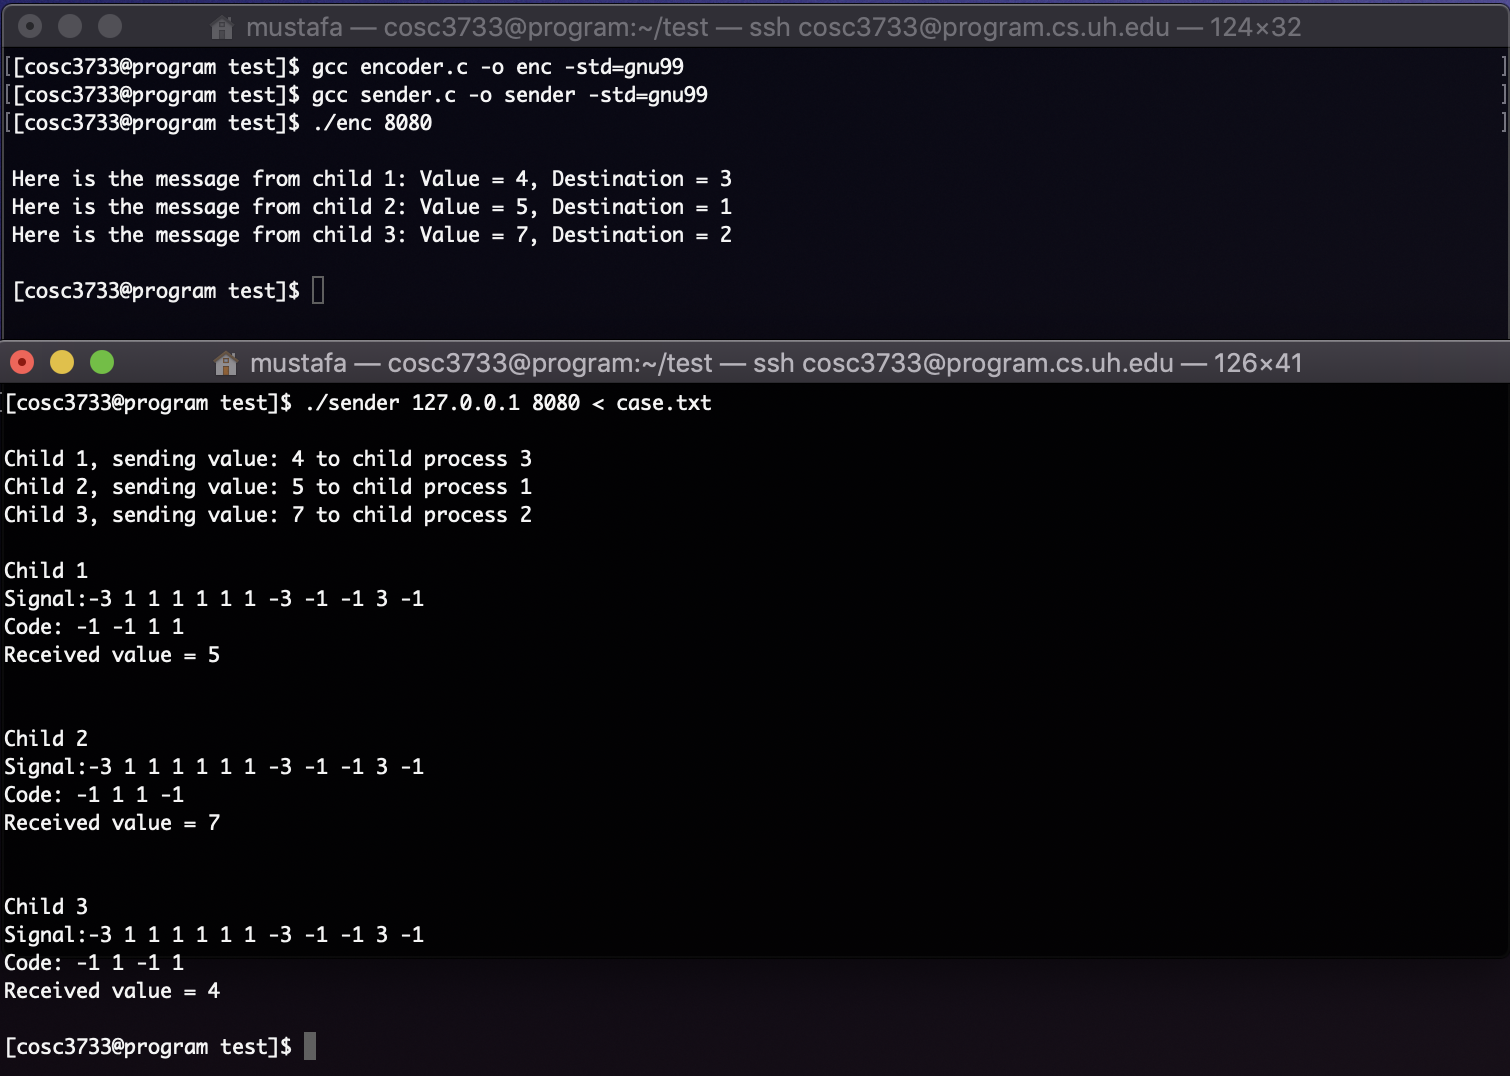 mustafa — cosc3733@program:~/test — ssh cosc3733@program.cs.uh.edu — 124×32
[[cosc3733@program test]$ gcc encoder.c -o enc -std=gnu99 ]
[[cosc3733@program test]$ gcc sender.c -o sender -std=gnu99 ]
[[cosc3733@program test]$ ./enc 8080 ]
Here is the message from child 1: Value = 4, Destination = 3
Here is the message from child 2: Value = 5, Destination = 1
Here is the message from child 3: Value = 7, Destination = 2
[cosc3733@program test]$
mustafa — cosc3733@program:~/test — ssh cosc3733@program.cs.uh.edu — 126×41
[[cosc3733@program test]$ ./sender 127.0.0.1 8080 < case.txt
Child 1, sending value: 4 to child process 3
Child 2, sending value: 5 to child process 1
Child 3, sending value: 7 to child process 2
Child 1
Signal:-3 1 1 1 1 1 1 -3 -1 -1 3 -1
Code: -1 -1 1 1
Received value = 5
Child 2
Signal:-3 1 1 1 1 1 1 -3 -1 -1 3 -1
Code: -1 1 1 -1
Received value = 7
Child 3
Signal:-3 1 1 1 1 1 1 -3 -1 -1 3 -1
Code: -1 1 -1 1
Received value = 4
[cosc3733@program test]$